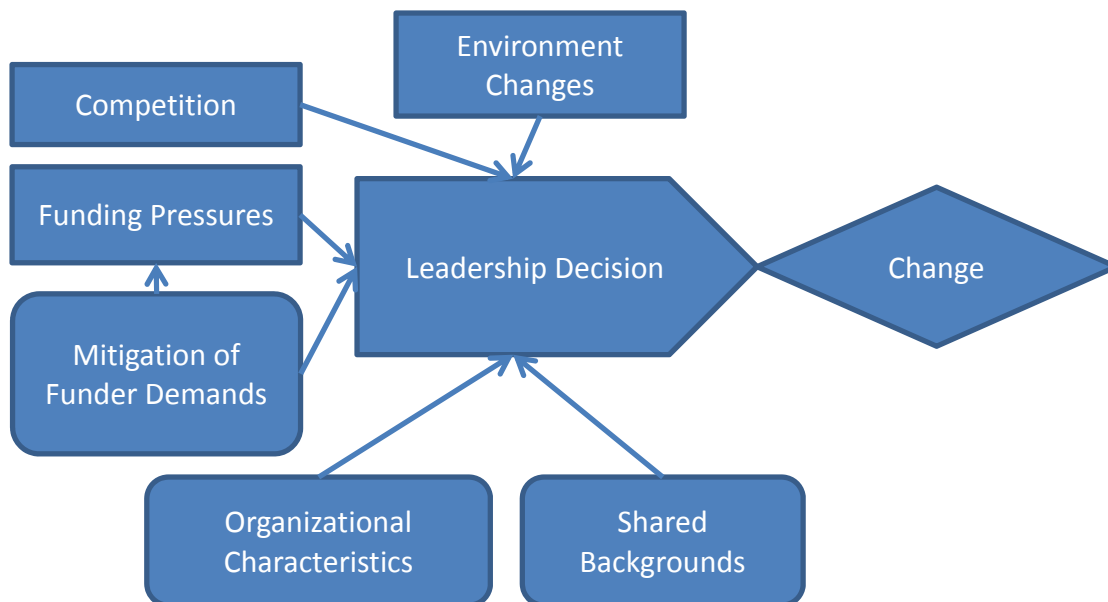 Environment
Changes
Competition
Funding Pressures
Leadership Decision
Change
Mitigation of
Funder Demands
Organizational
Characteristics
Shared
Backgrounds